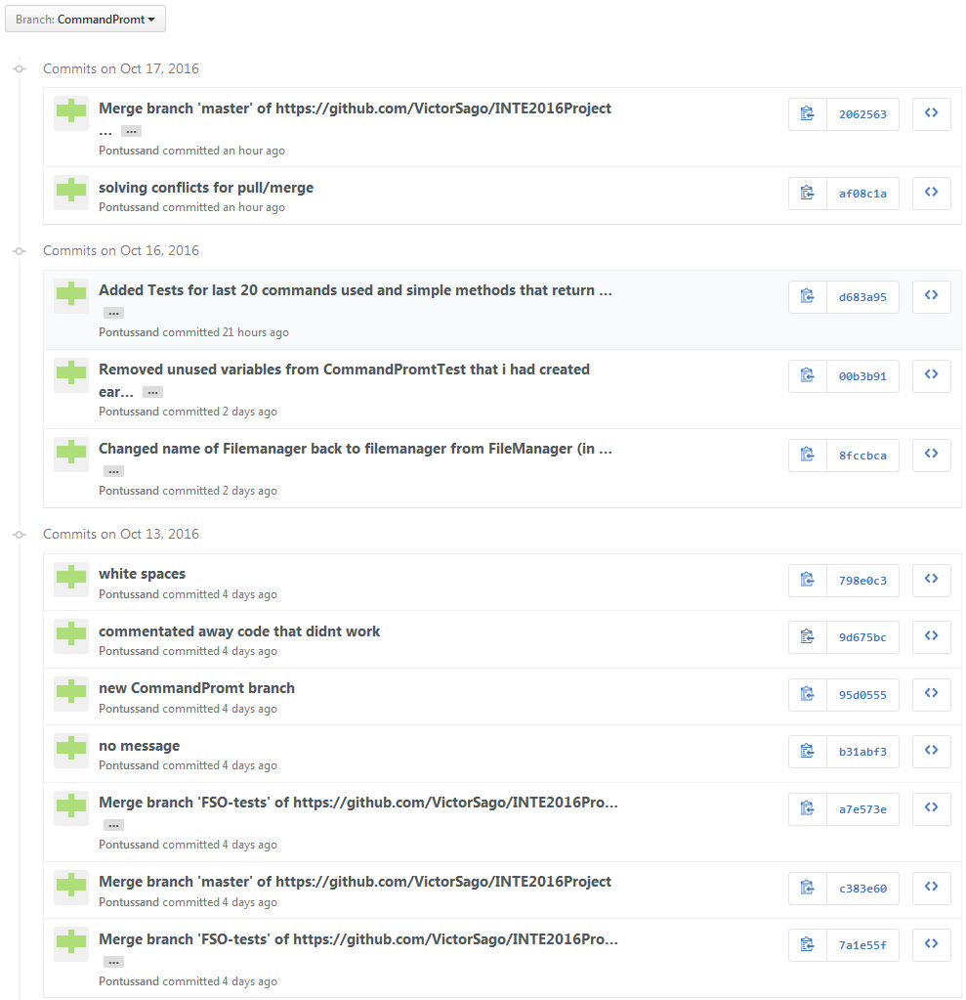 Branch: CommandPromt
Commits on Oct 17, 2016
Merge branch 'master' of https://github.com/VictorSago/INTE2016Project
... ...
2062563
Pontussand committed an hour ago
solving conflicts for pull/merge
af08c1a
Pontussand committed an hour ago
Commits on Oct 16, 2016
Added Tests for last 20 commands used and simple methods that return ...
...
d683a95
Pontussand committed 21 hours ago
Removed unused variables from CommandPromtTest that i had created
ear... ...
00b3b91
Pontussand committed 2 days ago
Changed name of Filemanager back to filemanager from FileManager (in ...
...
8fccbca
Pontussand committed 2 days ago
Commits on Oct 13, 2016
white spaces
798e0c3
Pontussand committed 4 days ago
commentated away code that didnt work
9d675bc
Pontussand committed 4 days ago
new CommandPromt branch
95d0555
Pontussand committed 4 days ago
no message
b31abf3
Pontussand committed 4 days ago
Merge branch 'FSO-tests' of https://github.com/VictorSago/INTE2016Pro...
...
a7e573e
Pontussand committed 4 days ago
Merge branch 'master' of https://github.com/VictorSago/INTE2016Project
c383e60
Pontussand committed 4 days ago
Merge branch 'FSO-tests' of https://github.com/VictorSago/INTE2016Pro...
...
7a1e55f
Pontussand committed 4 days ago